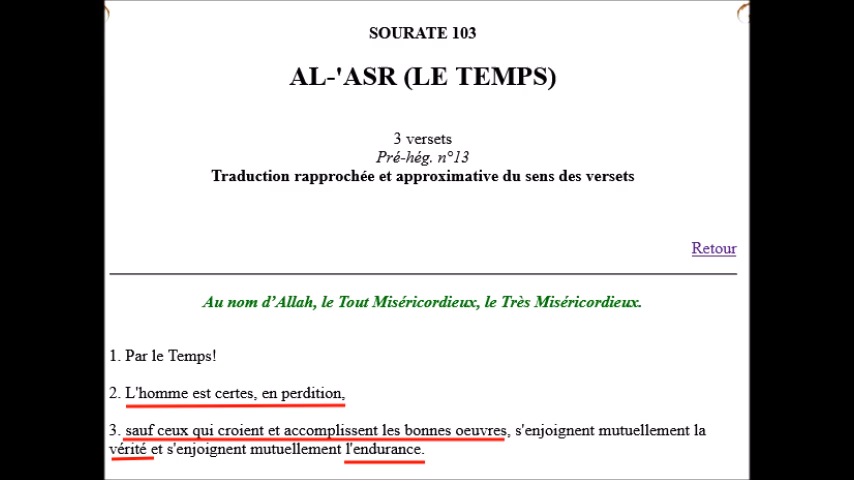 SOURATE 103
AL-'ASR (LE TEMPS)
3 versets
Pré-hég. n°13
Traduction rapprochée et approximative du sens des versets
Retour
Au nom d’Allah, le Tout Miséricordieux, le Très Miséricordieux.
1. Par le Temps!
2. L'homme est certes, en perdition,
3. sauf ceux qui croient et accomplissent les bonnes oeuvres, s'enjoignent mutuellement la
vérité et s'enjoignent mutuellement l'endurance.